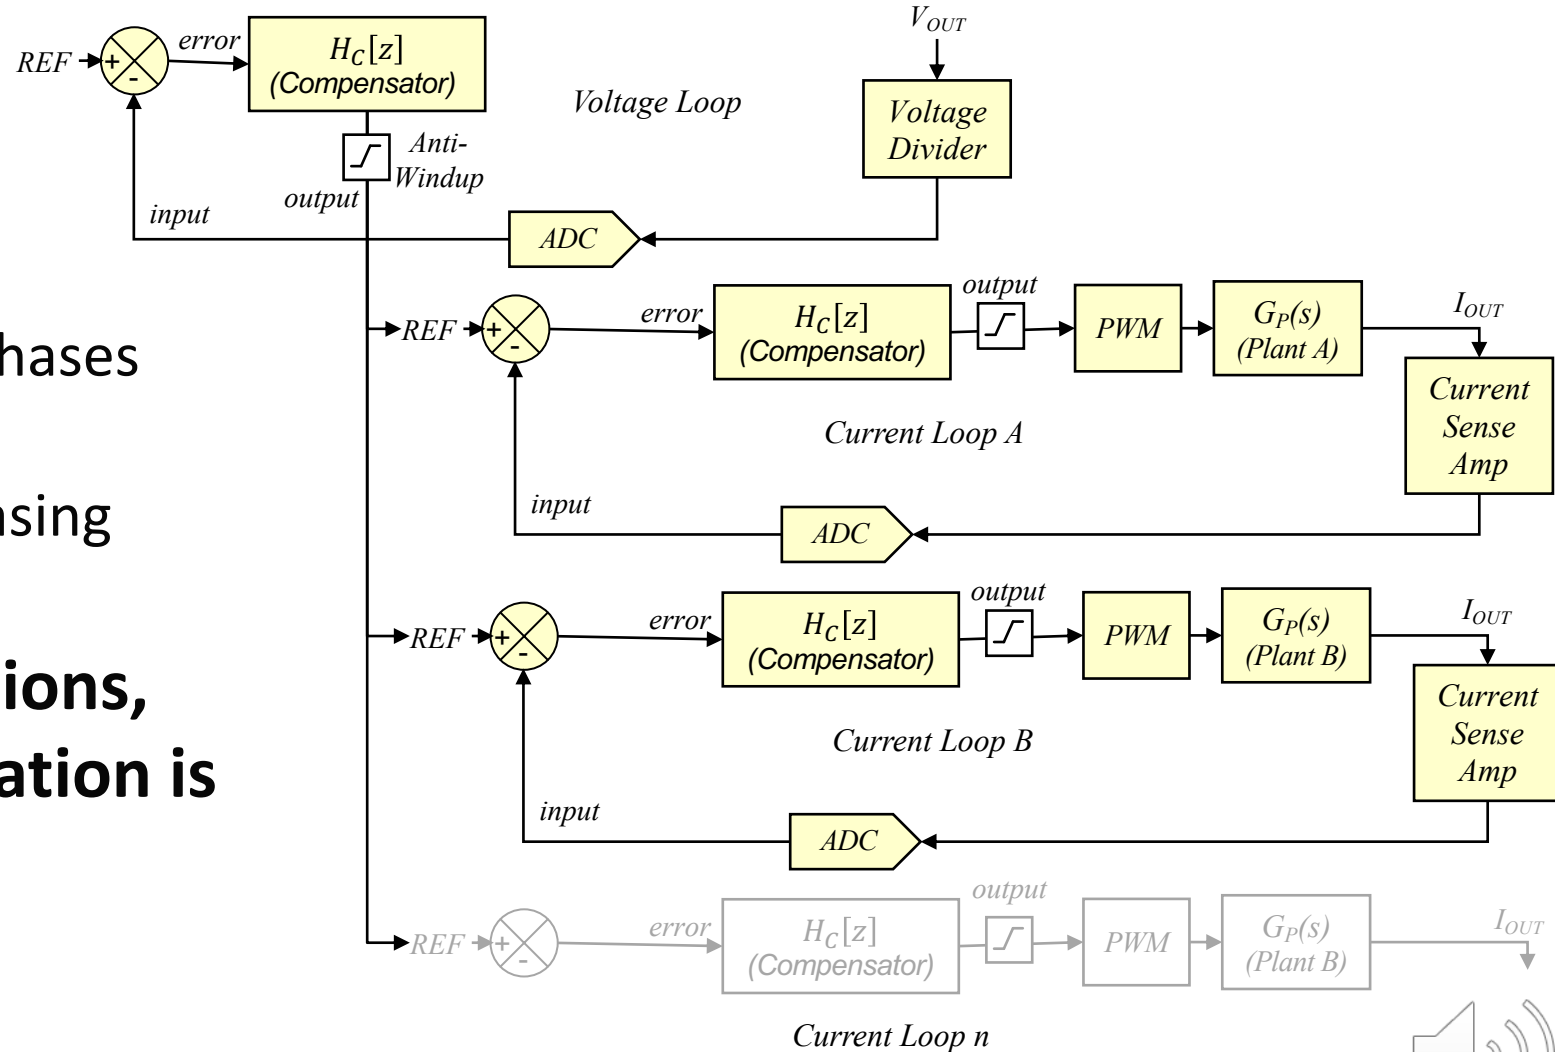 REF
+
-
error
H_C[z]
(Compensator)
Anti-
Windup
output
input
Voltage Loop
V_OUT
Voltage
Divider
ADC
hases
asing
ions,
ation is
REF
+
-
error
H_C[z]
(Compensator)
output
PWM
G_P(s)
(Plant A)
I_OUT
Current
Sense
Amp
Current Loop A
input
ADC
REF
+
-
error
H_C[z]
(Compensator)
output
PWM
G_P(s)
(Plant B)
I_OUT
Current
Sense
Amp
Current Loop B
input
ADC
REF
+
-
error
H_C[z]
(Compensator)
output
PWM
G_P(s)
(Plant B)
I_OUT
Current Loop n